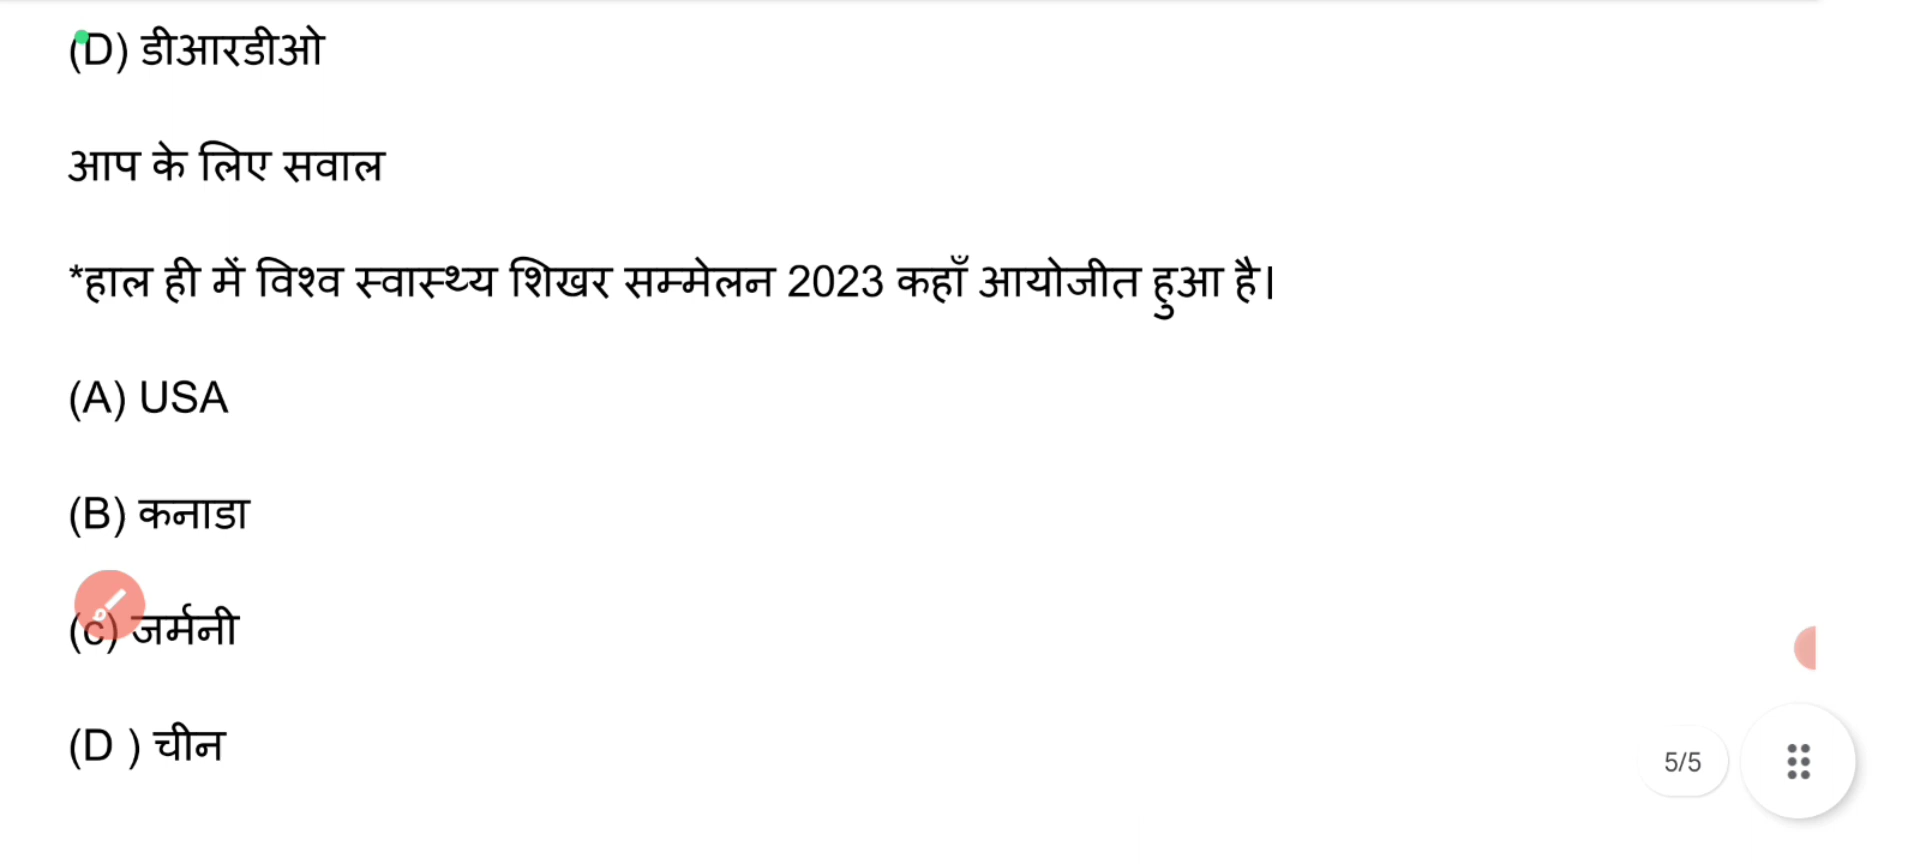 (D) डीआरडीओ
आप के लिए सवाल
*हाल ही में विश्व स्वास्थ्य शिखर सम्मेलन 2023 कहाँ आयोजीत हुआ है।
(A) USA
(B) कनाडा
(c) जर्मनी
(D ) चीन
5/5